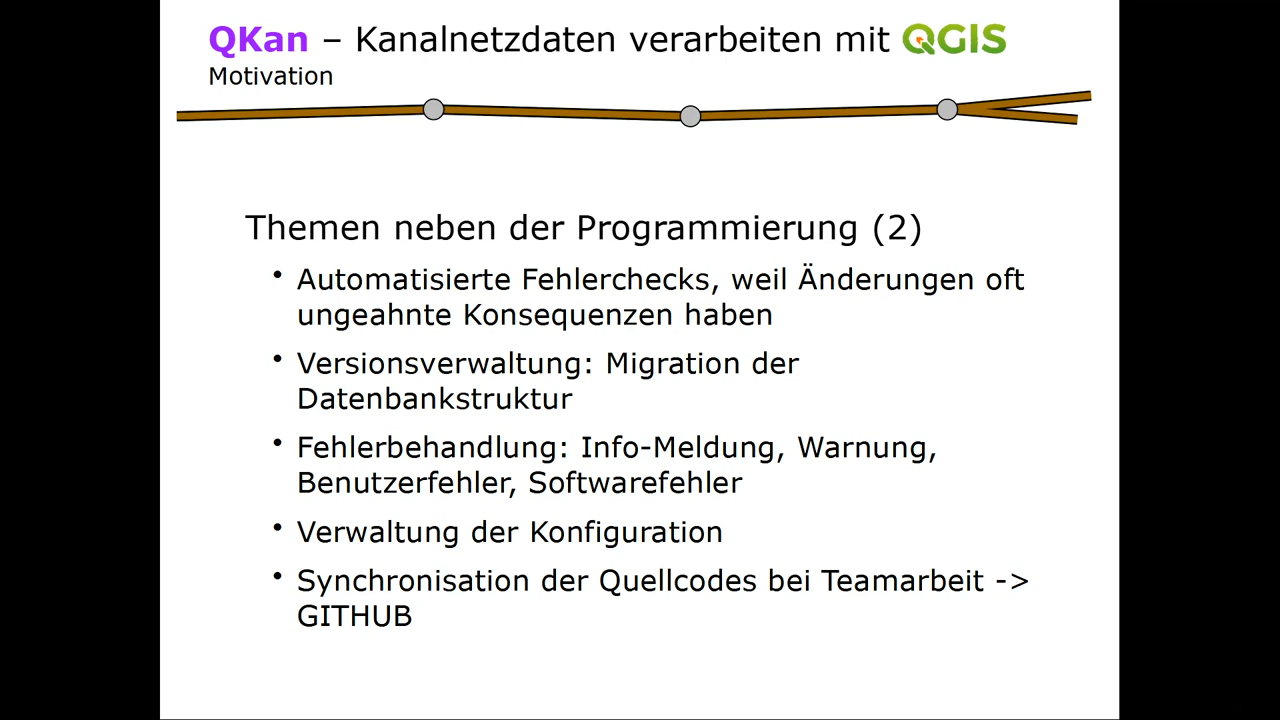 QKan – Kanalnetzdaten verarbeiten mit QGIS
Motivation
Themen neben der Programmierung (2)
• Automatisierte Fehlerchecks, weil Änderungen oft
ungeahnte Konsequenzen haben
• Versionsverwaltung: Migration der
Datenbankstruktur
• Fehlerbehandlung: Info-Meldung, Warnung,
Benutzerfehler, Softwarefehler
• Verwaltung der Konfiguration
• Synchronisation der Quellcodes bei Teamarbeit ->
GITHUB